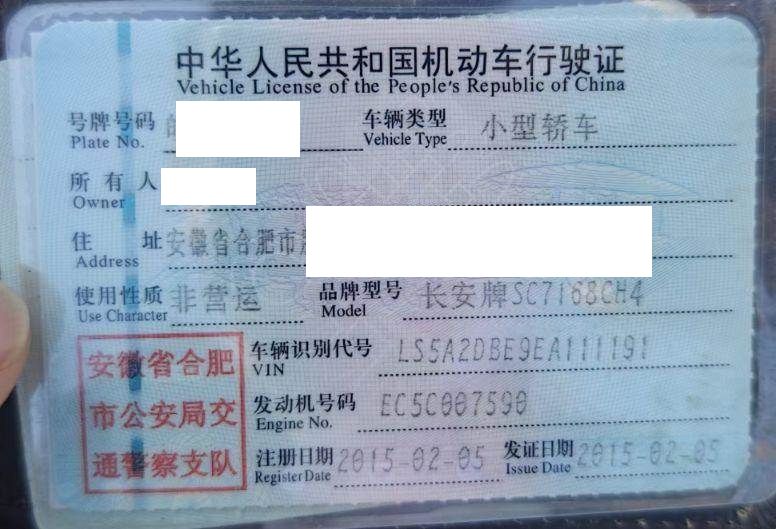 中华人民共和国机动车行驶证
Vehicle License of the People's Republic of China
号牌号码
Plate No.
车辆类型 小型轿车
Vehicle Type
所有人
Owner
住址 安徽省合肥市
Address
使用性质 非营运
Use Character
品牌型号 长安牌SC7168CH4
Model
安徽省合肥
市公安局交
通警察支队
车辆识别代号 LS5A2DBE9EA111191
VIN
发动机号码 EC5C007590
Engine No.
注册日期 2015-02-05
Register Date
发证日期 2015-02-05
Issue Date